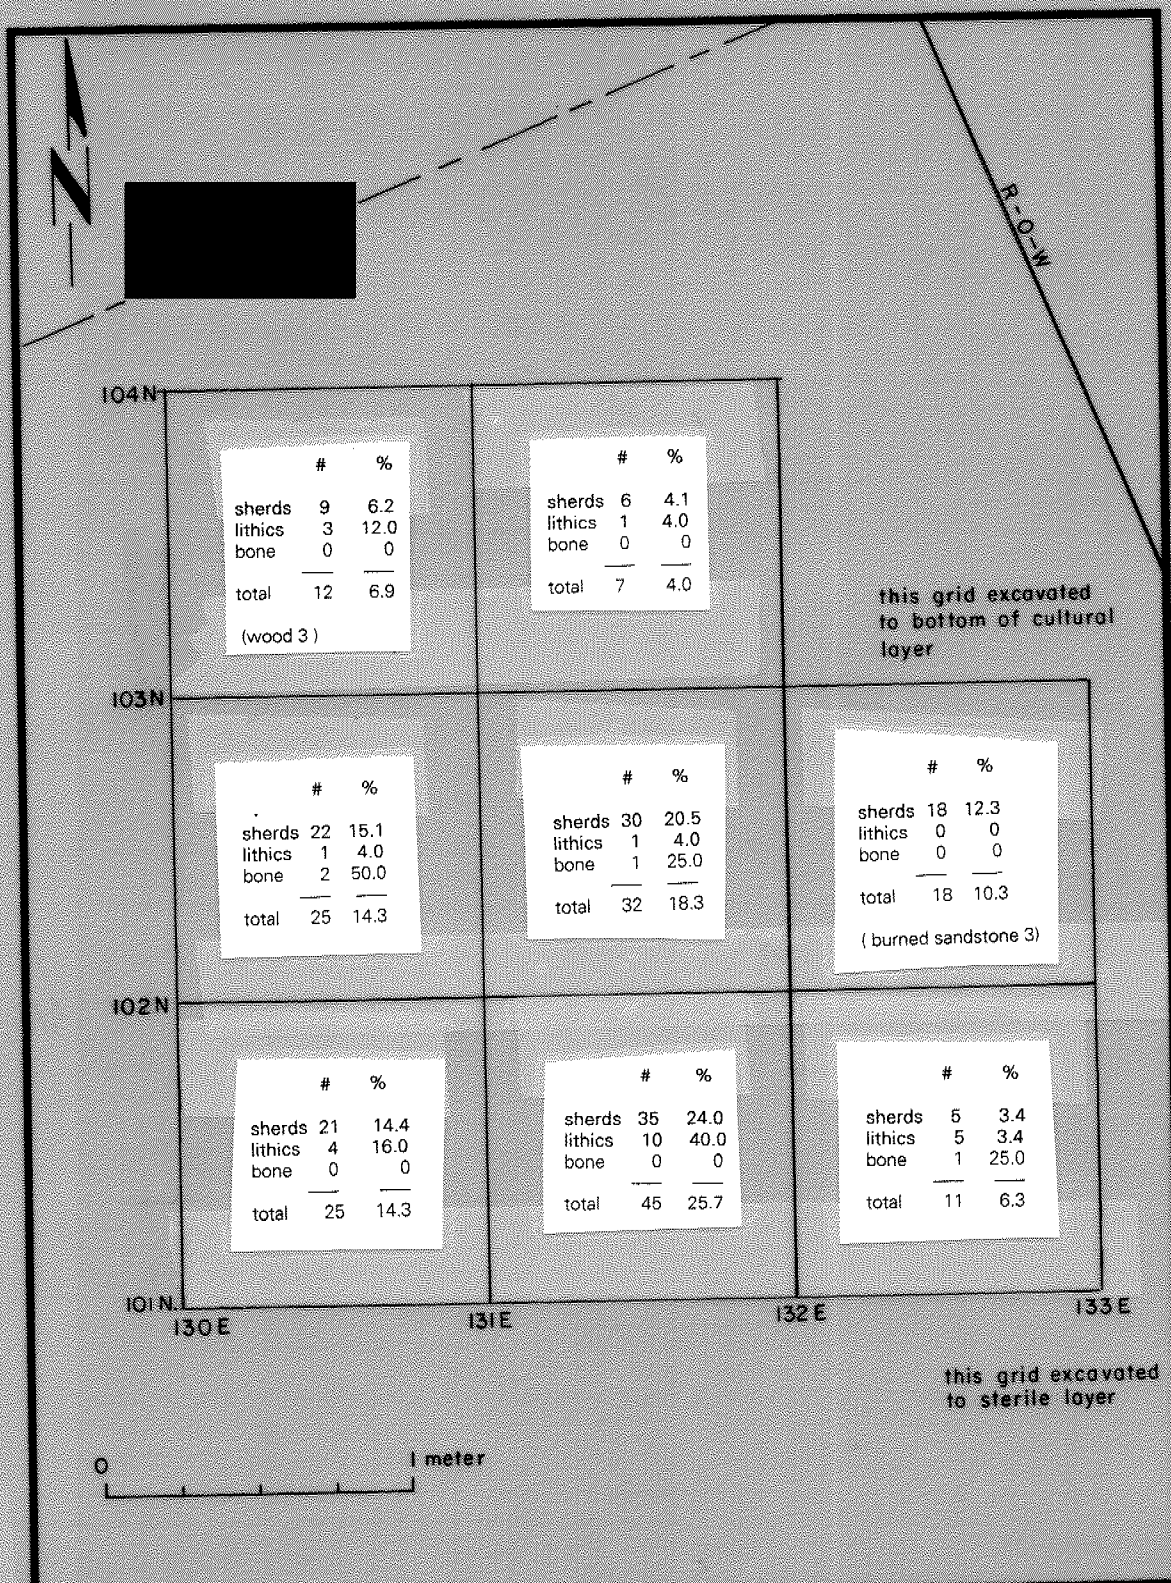 N
R-O-W
104N
# %
sherds 9 6.2
lithics 3 12.0
bone 0 0
total 12 6.9
(wood 3)
# %
sherds 6 4.1
lithics 1 4.0
bone 0 0
total 7 4.0
this grid excavated
to bottom of cultural
layer
103N
# %
sherds 22 15.1
lithics 1 4.0
bone 2 50.0
total 25 14.3
# %
sherds 30 20.5
lithics 1 4.0
bone 1 25.0
total 32 18.3
# %
sherds 18 12.3
lithics 0 0
bone 0 0
total 18 10.3
( burned sandstone 3)
102N
# %
sherds 21 14.4
lithics 4 16.0
bone 0 0
total 25 14.3
# %
sherds 35 24.0
lithics 10 40.0
bone 0 0
total 45 25.7
# %
sherds 5 3.4
lithics 5 3.4
bone 1 25.0
total 11 6.3
101N
130E
131E
132E
133E
this grid excavated
to sterile layer
0 1 meter